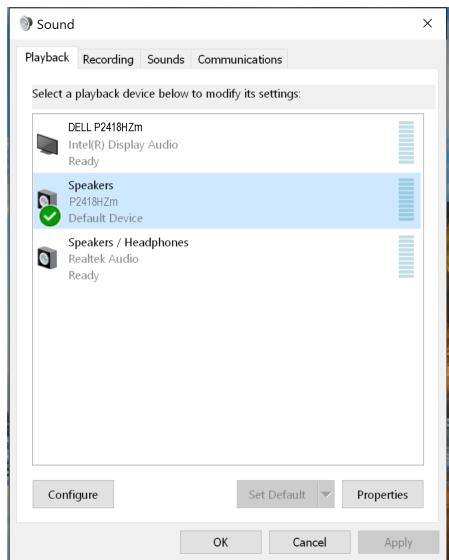 Sound
Playback Recording Sounds Communications
Select a playback device below to modify its settings:
DELL P2418HZm
Intel(R) Display Audio
Ready
Speakers
P2418HZm
Default Device
Speakers / Headphones
Realtek Audio
Ready
Configure Set Default Properties
OK Cancel Apply